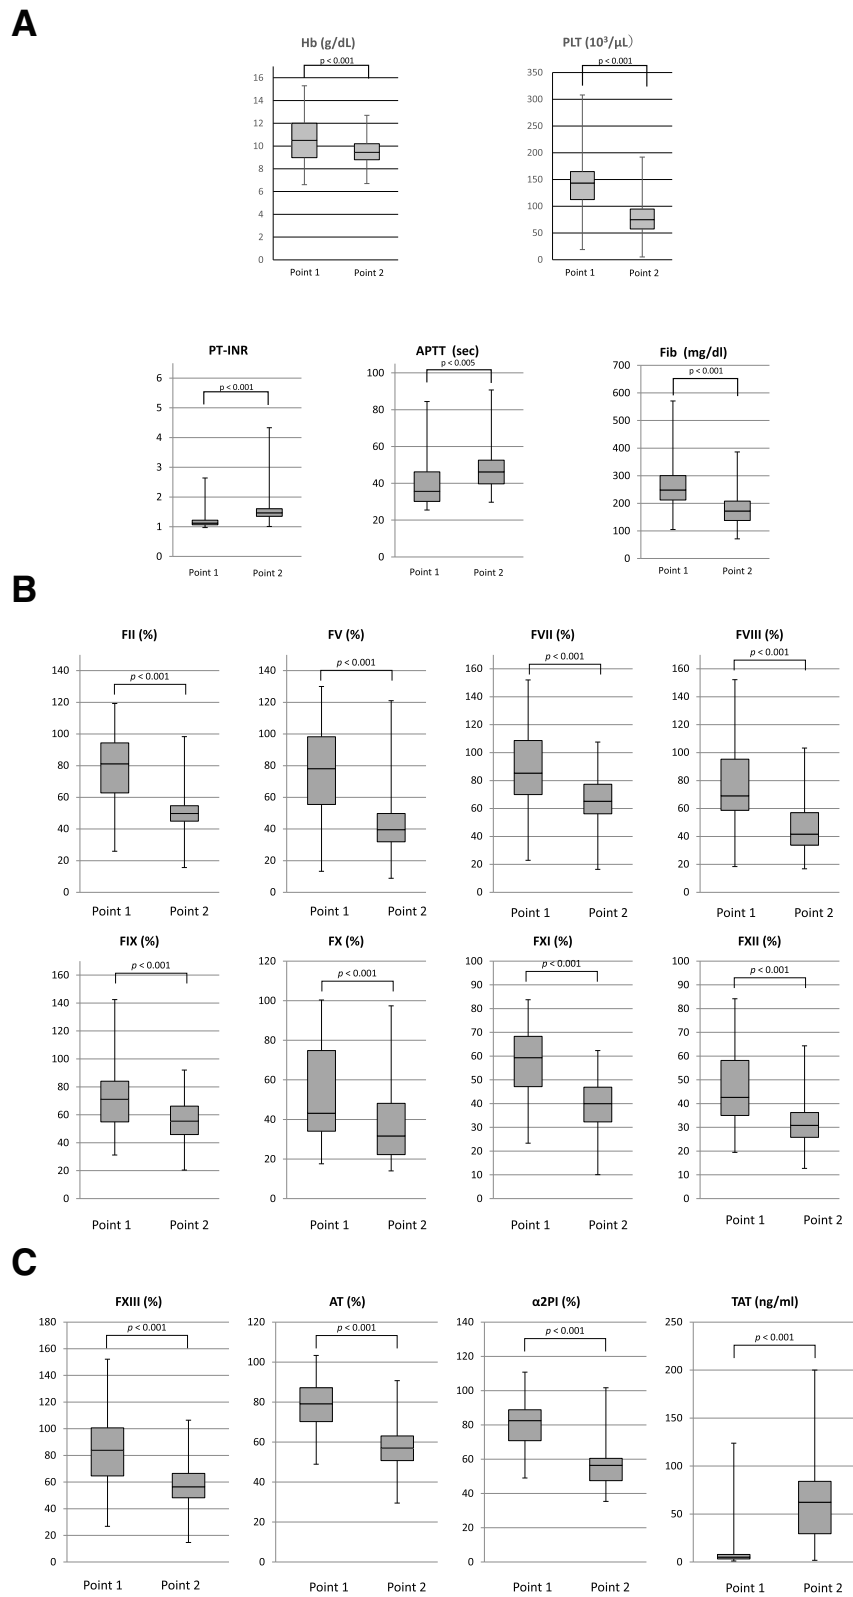 A
Hb (g/dL)
p < 0.001
16
14
12
10
8
6
4
2
0
Point 1 Point 2
PLT (10³/μL)
p < 0.001
350
300
250
200
150
100
50
0
Point 1 Point 2
PT-INR
p < 0.001
6
5
4
3
2
1
0
Point 1 Point 2
APTT (sec)
p < 0.005
100
80
60
40
20
0
Point 1 Point 2
Fib (mg/dl)
p < 0.001
700
600
500
400
300
200
100
0
Point 1 Point 2
B
FII (%)
p < 0.001
140
120
100
80
60
40
20
0
Point 1 Point 2
FV (%)
p < 0.001
140
120
100
80
60
40
20
0
Point 1 Point 2
FVII (%)
p < 0.001
160
140
120
100
80
60
40
20
0
Point 1 Point 2
FVIII (%)
p < 0.001
160
140
120
100
80
60
40
20
0
Point 1 Point 2
FIX (%)
p < 0.001
160
140
120
100
80
60
40
20
0
Point 1 Point 2
FX (%)
p < 0.001
120
100
80
60
40
20
0
Point 1 Point 2
FXI (%)
p < 0.001
100
90
80
70
60
50
40
30
20
10
0
Point 1 Point 2
FXII (%)
p < 0.001
100
90
80
70
60
50
40
30
20
10
0
Point 1 Point 2
C
FXIII (%)
p < 0.001
180
160
140
120
100
80
60
40
20
0
Point 1 Point 2
AT (%)
p < 0.001
120
100
80
60
40
20
0
Point 1 Point 2
α2PI (%)
p < 0.001
140
120
100
80
60
40
20
0
Point 1 Point 2
TAT (ng/ml)
p < 0.001
250
200
150
100
50
0
Point 1 Point 2